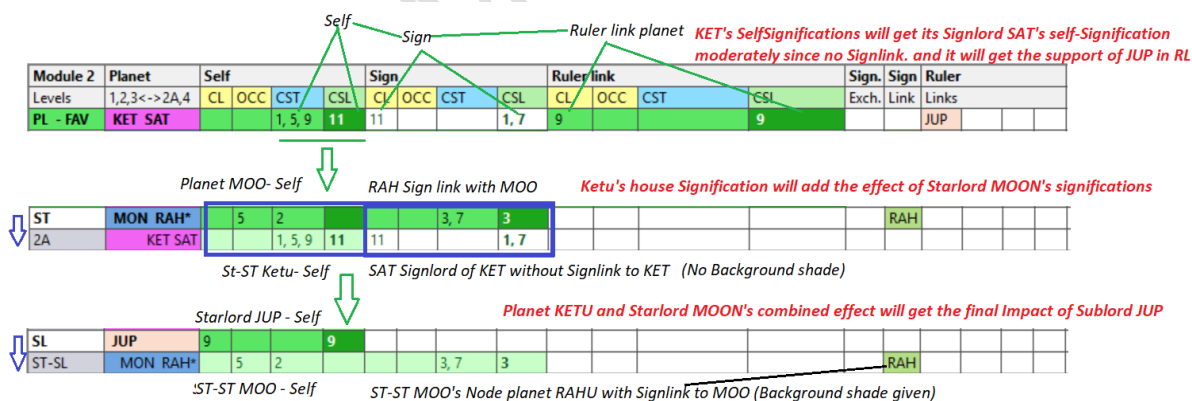 Self
Sign
Ruler link planet
KET's SelfSignifications will get its Signlord SAT's self-Signification
moderately since no Signlink. and it will get the support of JUP in RL
Module 2 Planet Self Sign Ruler link Sign. Sign Ruler
Levels 1,2,3<->2A,4 CL OCC CST CSL CL OCC CST CSL CL OCC CST CSL Exch. Link Links
PL - FAV KET SAT 1, 5, 9 11 11 1, 7 9 9 JUP
Planet MOO- Self
RAH Sign link with MOO
Ketu's house Signification will add the effect of Starlord MOON's significations
ST MON RAH* 5 2 3, 7 3 RAH
2A KET SAT 1, 5, 9 11 11 1, 7
St-ST Ketu- Self
SAT Signlord of KET without Signlink to KET (No Background shade)
Starlord JUP - Self
Planet KETU and Starlord MOON's combined effect will get the final Impact of Sublord JUP
SL JUP 9 9
ST-SL MON RAH* 5 2 3, 7 3 RAH
:ST-ST MOO - Self
ST-ST MOO's Node planet RAHU with Signlink to MOO (Background shade given)